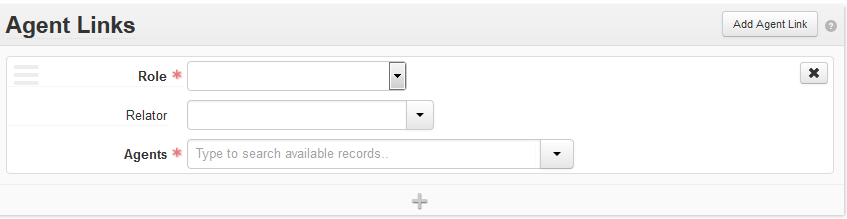 Agent Links
Add Agent Link
Role *
Relator
Agents *
Type to search available records..